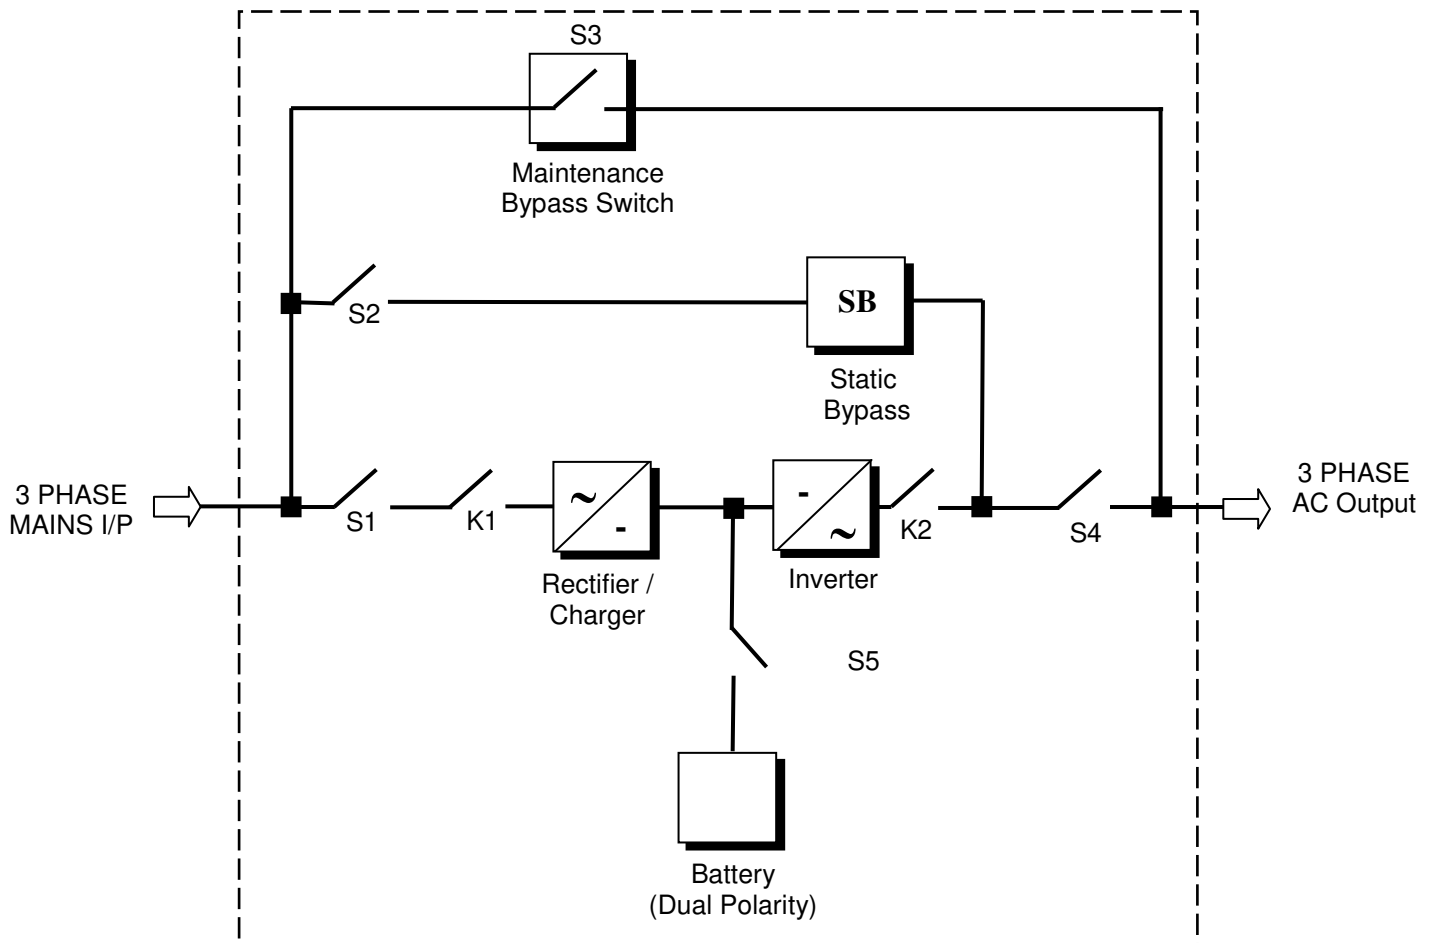 S3
Maintenance
Bypass Switch
S2
SB
Static
Bypass
3 PHASE
MAINS I/P
S1
K1
~
-
Rectifier /
Charger
-
~
Inverter
K2
S4
3 PHASE
AC Output
S5
Battery
(Dual Polarity)